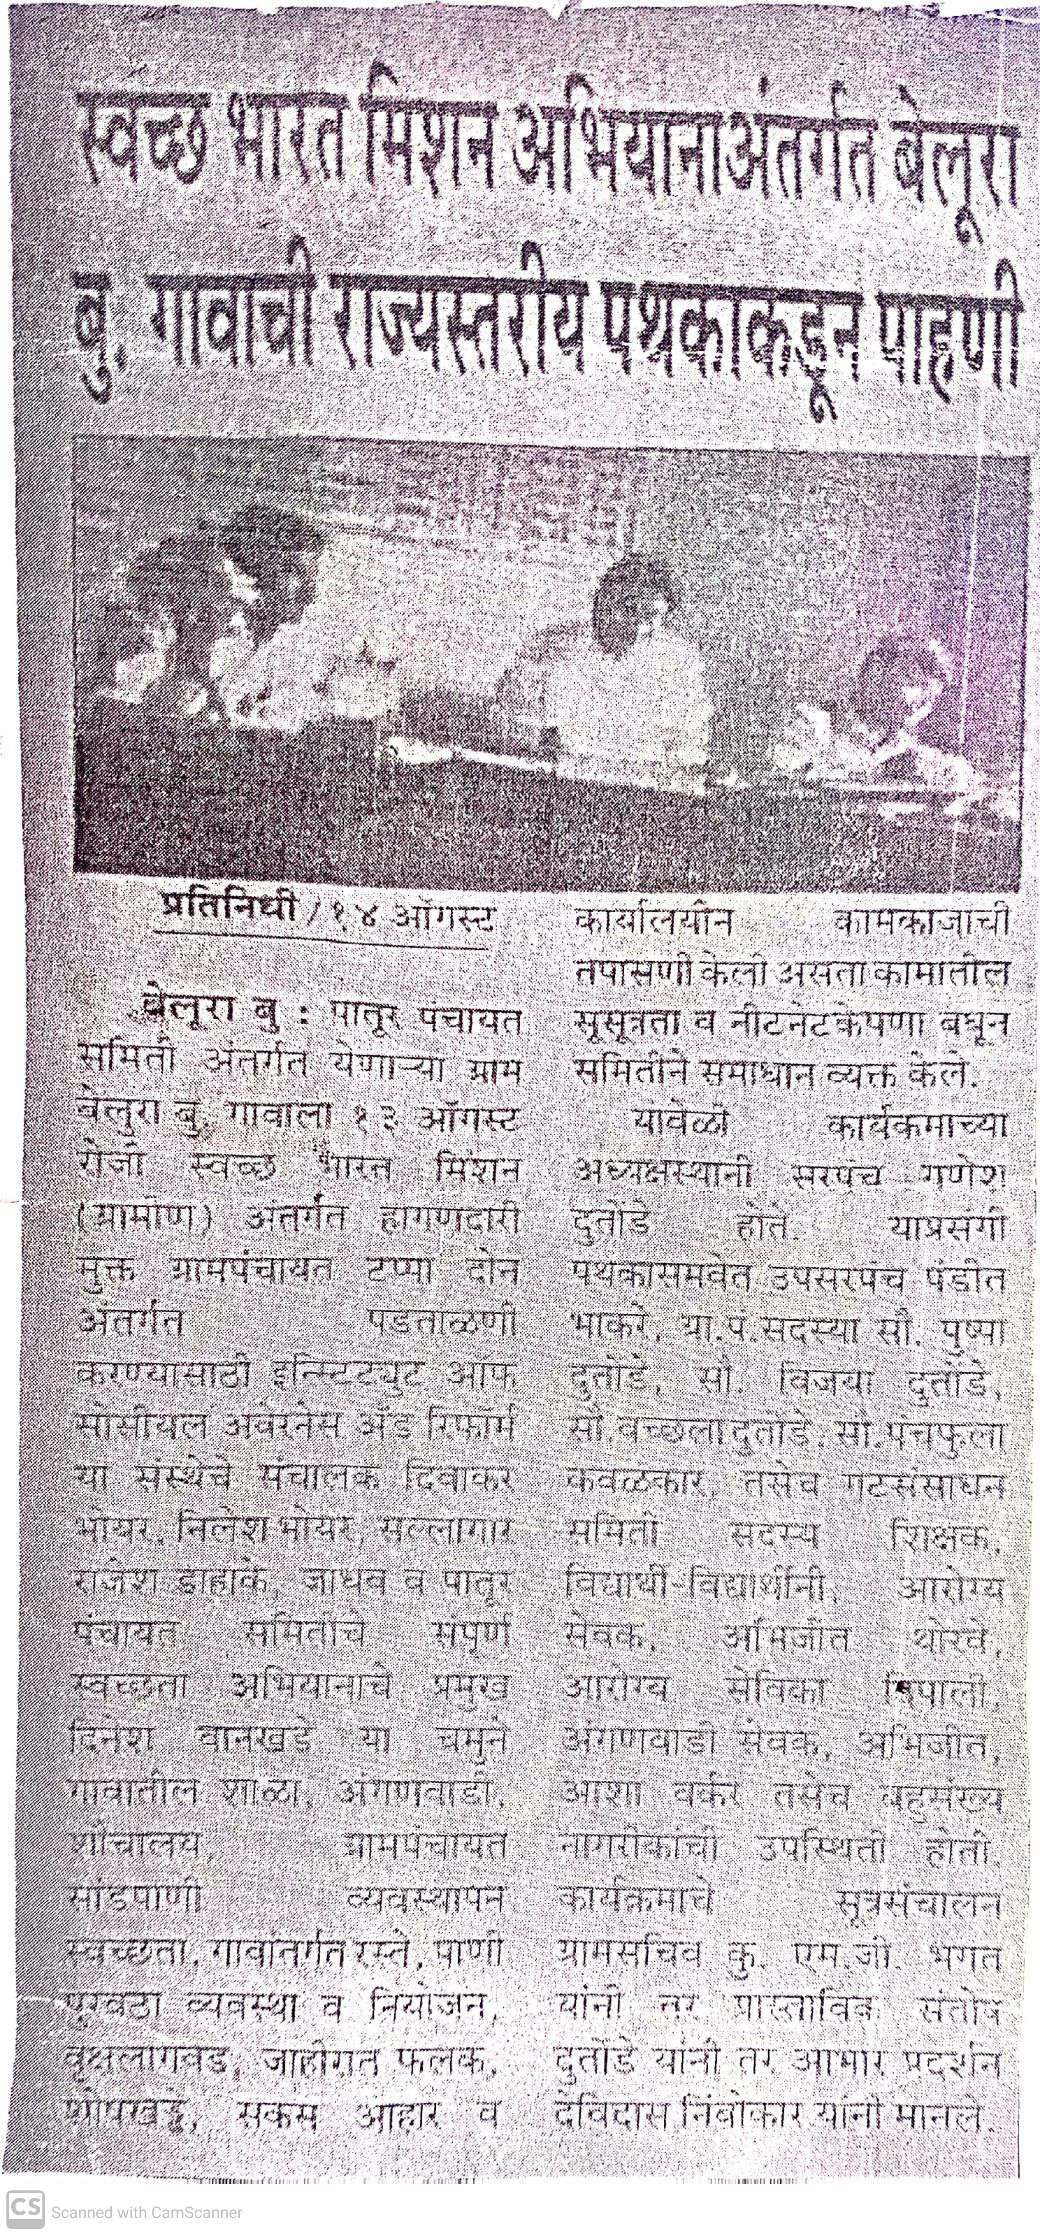 स्वच्छ भारत मिशन अभियानाअंतर्गत बेलूरा
बु. गावाची राज्यस्तरीय पथकाकडून पाहणी
प्रतिनिधी / १४ ऑगस्ट
बेलूरा बु : पातूर पंचायत
समिती अंतर्गत येणाऱ्या ग्राम
बेलुरा बु. गावाला १३ ऑगस्ट
रोजी स्वच्छ भारत मिशन
(ग्रामीण) अंतर्गत हागणदारी
मुक्त ग्रामपंचायत टप्पा दोन
अंतर्गत पडताळणी
करण्यासाठी इन्स्टिट्युट ऑफ
सोसीयल अवेरनेस अँड रिफॉर्म
या संस्थेचे संचालक दिवाकर
भोयर, निलेश भोयर, सल्लागार
राजेश डाहाके, जाधव व पातूर
पंचायत समितीचे संपूर्ण
स्वच्छता अभियानाचे प्रमुख
दिनेश वानखडे या चमुने
गावातील शाळा, अंगणवाडी,
शौचालय, ग्रामपंचायत
सांडपाणी व्यवस्थापन
स्वच्छता, गावांतर्गत रस्ते, पाणी
पुरवठा व्यवस्था व नियोजन,
वृक्षलागवड, जाहीरात फलक,
शोषखड्डे, सकस आहार व
कार्यालयीन कामकाजाची
तपासणी केली असता कामातील
सूसूत्रता व नीटनेटकेपणा बघून
समितीने समाधान व्यक्त केले.
यावेळी कार्यकमाच्या
अध्यक्षस्थानी सरपंच गणेश
दुतोंडे होते. याप्रसंगी
पथकासमवेत उपसरपंच पंडीत
भाकरे, ग्रा.पं.सदस्या सौ. पुष्पा
दुतोंडे, सौ. विजया दुतोंडे,
सौ.वच्छला दुतोंडे, सौ.पंचफुला
कवळकार, तसेच गटसंसाधन
समिती सदस्य शिक्षक,
विद्यार्थी-विद्यार्थीनी, आरोग्य
सेवक, अभिजीत थोरवे,
आरोग्य सेविका
अंगणवाडी सेवक, अभिजीत,
आशा वर्कर तसेच बहुसंख्य
नागरीकांची उपस्थिती होती.
कार्यक्रमाचे सूत्रसंचालन
ग्रामसचिव कु. एम.जी. भगत
यांनी तर प्रास्ताविक संतोष
दुतोंडे यांनी तर आभार प्रदर्शन
देविदास निंबोकार यांनी मानले.
CS Scanned with CamScanner